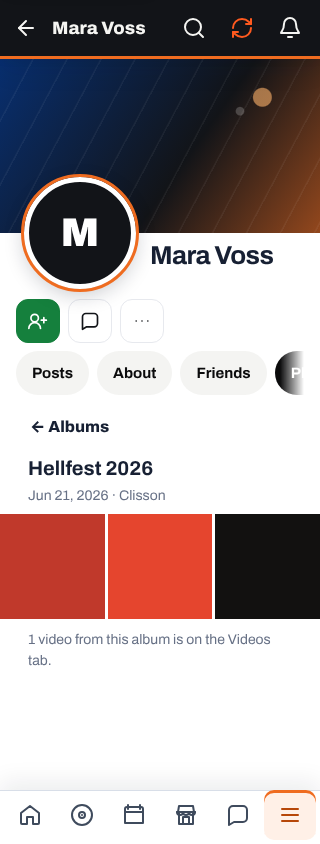 Mara Voss
M
Mara Voss
Posts
About
Friends
Albums
Hellfest 2026
Jun 21, 2026 · Clisson
1 video from this album is on the Videos
tab.